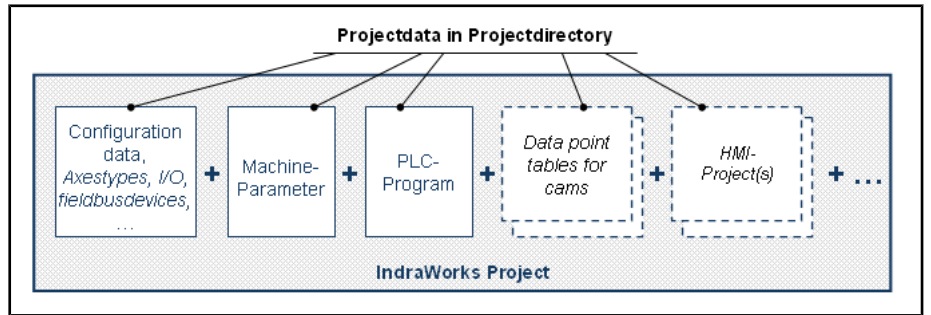 Projectdata in Projectdirectory
Configuration
data,
Axestypes, I/O,
fieldbusdevices,
...
+
Machine-
Parameter
+
PLC-
Program
+
Data point
tables for
cams
+
HMI-
Project(s)
+ ...
IndraWorks Project